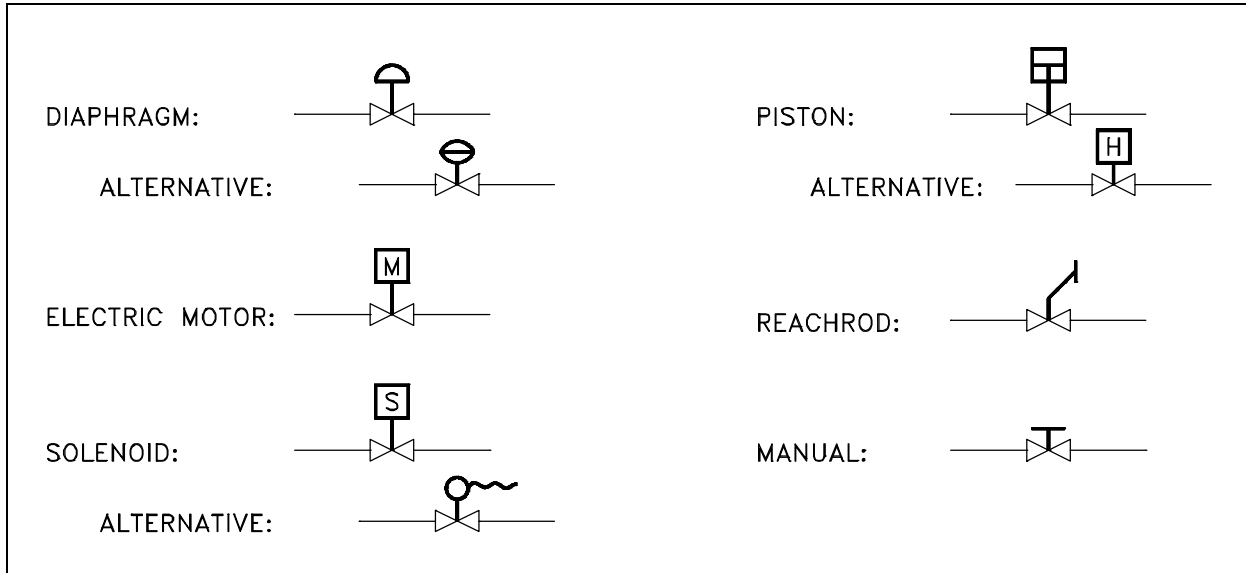 DIAPHRAGM:
ALTERNATIVE:
M
ELECTRIC MOTOR:
S
SOLENOID:
ALTERNATIVE:
PISTON:
H
ALTERNATIVE:
REACHROD:
MANUAL: